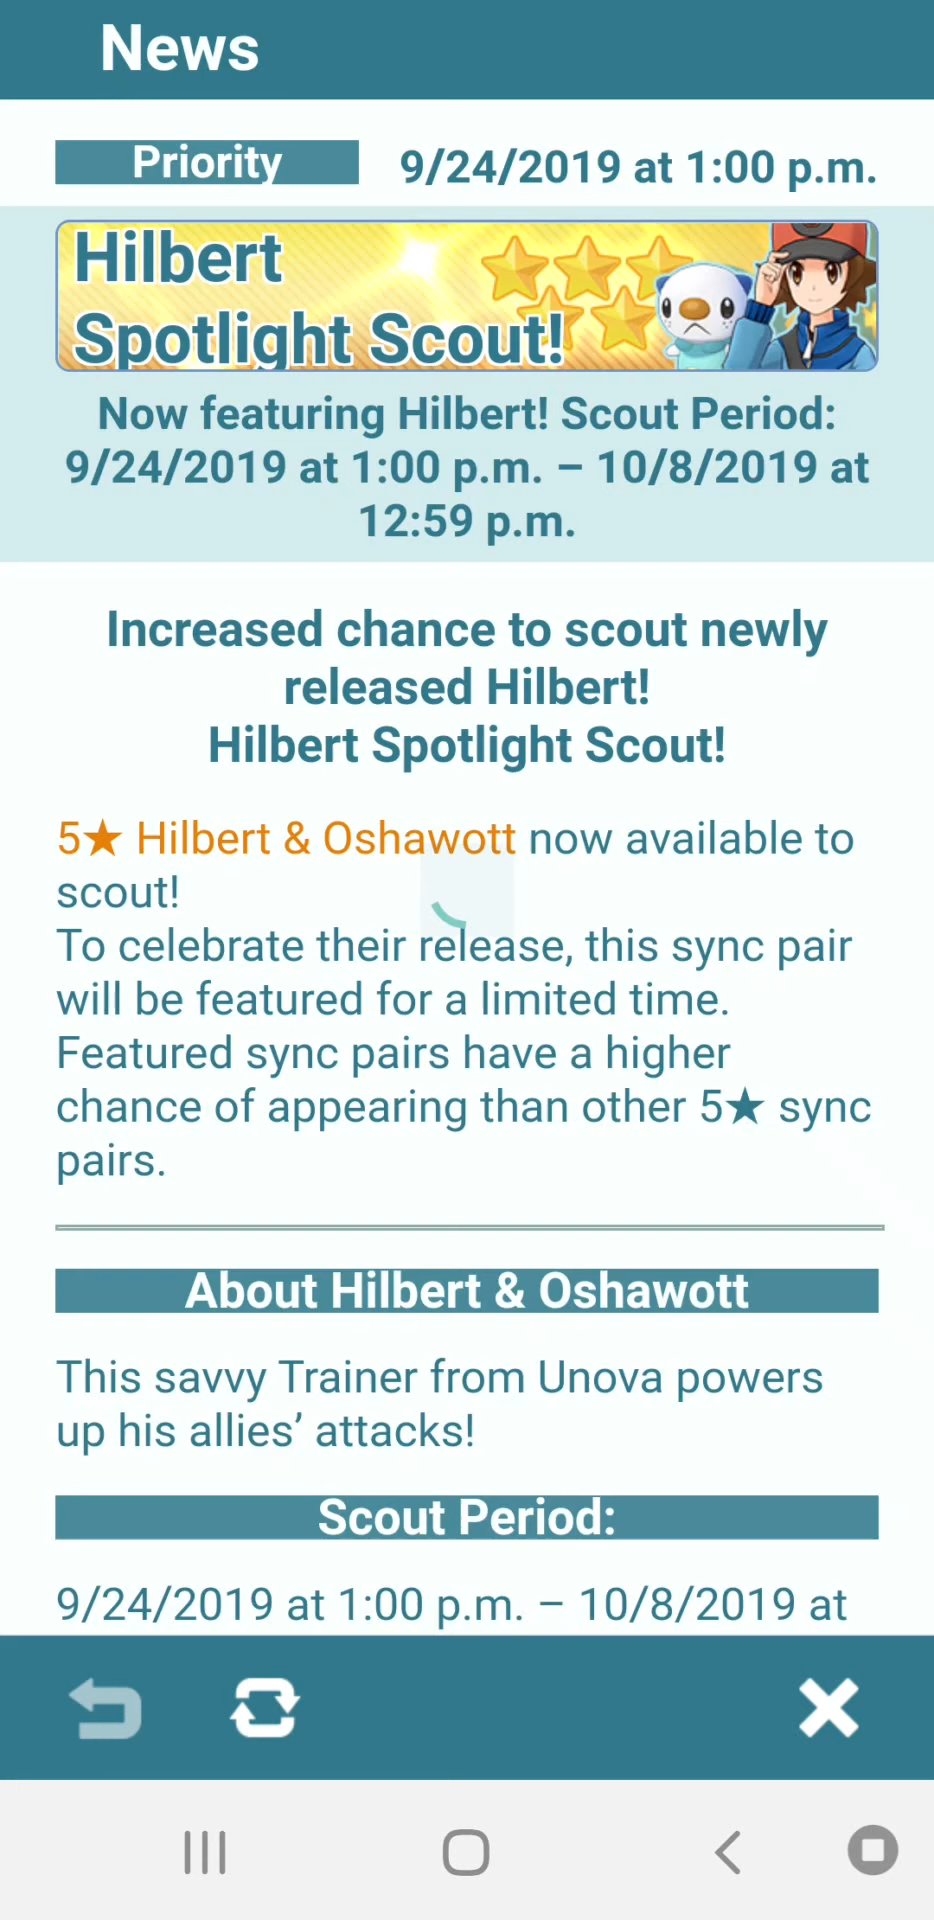 News
Priority
9/24/2019 at 1:00 p.m.
Hilbert
Spotlight Scout!
Now featuring Hilbert! Scout Period:
9/24/2019 at 1:00 p.m. – 10/8/2019 at
12:59 p.m.
Increased chance to scout newly
released Hilbert!
Hilbert Spotlight Scout!
5★ Hilbert & Oshawott now available to
scout!
To celebrate their release, this sync pair
will be featured for a limited time.
Featured sync pairs have a higher
chance of appearing than other 5★ sync
pairs.
About Hilbert & Oshawott
This savvy Trainer from Unova powers
up his allies’ attacks!
Scout Period:
9/24/2019 at 1:00 p.m. – 10/8/2019 at